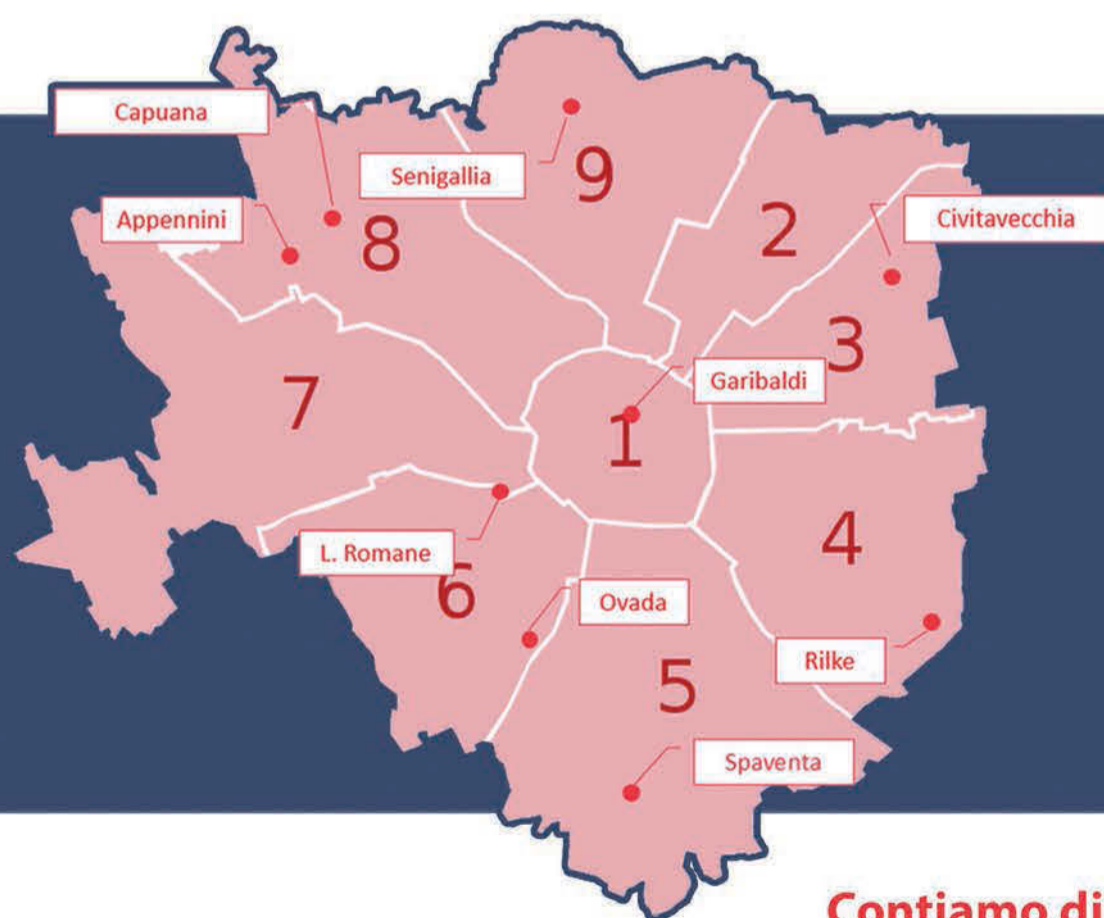 Capuana
Senigallia
9
Appennini
8
2
Civitavecchia
3
7
Garibaldi
1
L. Romane
6
4
Ovada
Rilke
5
Spaventa
Contiamo di